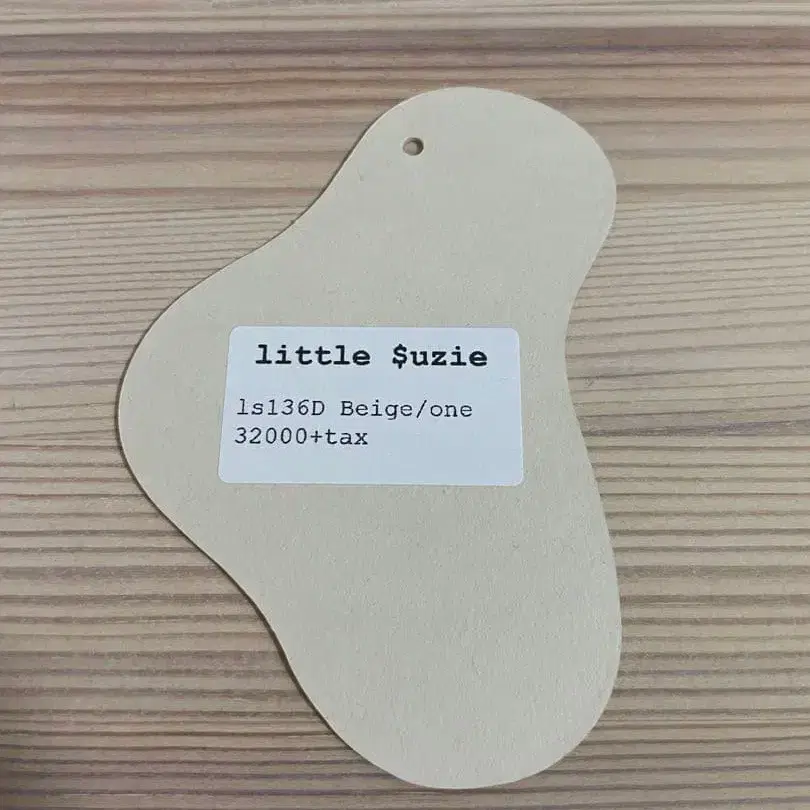 little $uzie
ls136D Beige/one
32000+tax